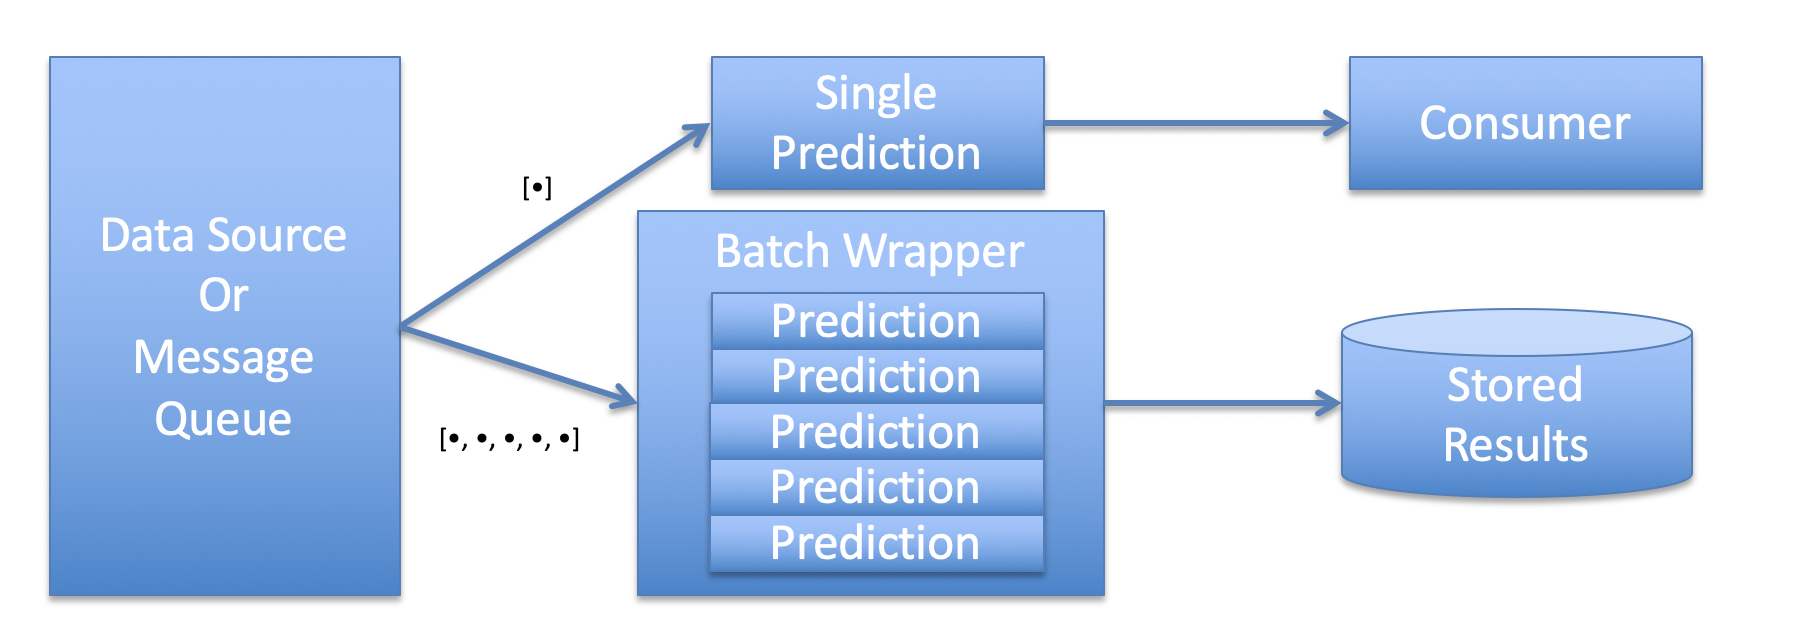 Data Source
Or
Message
Queue
[•]
[•, •, •, •, •]
Single
Prediction
Batch Wrapper
Prediction
Prediction
Prediction
Prediction
Prediction
Consumer
Stored
Results